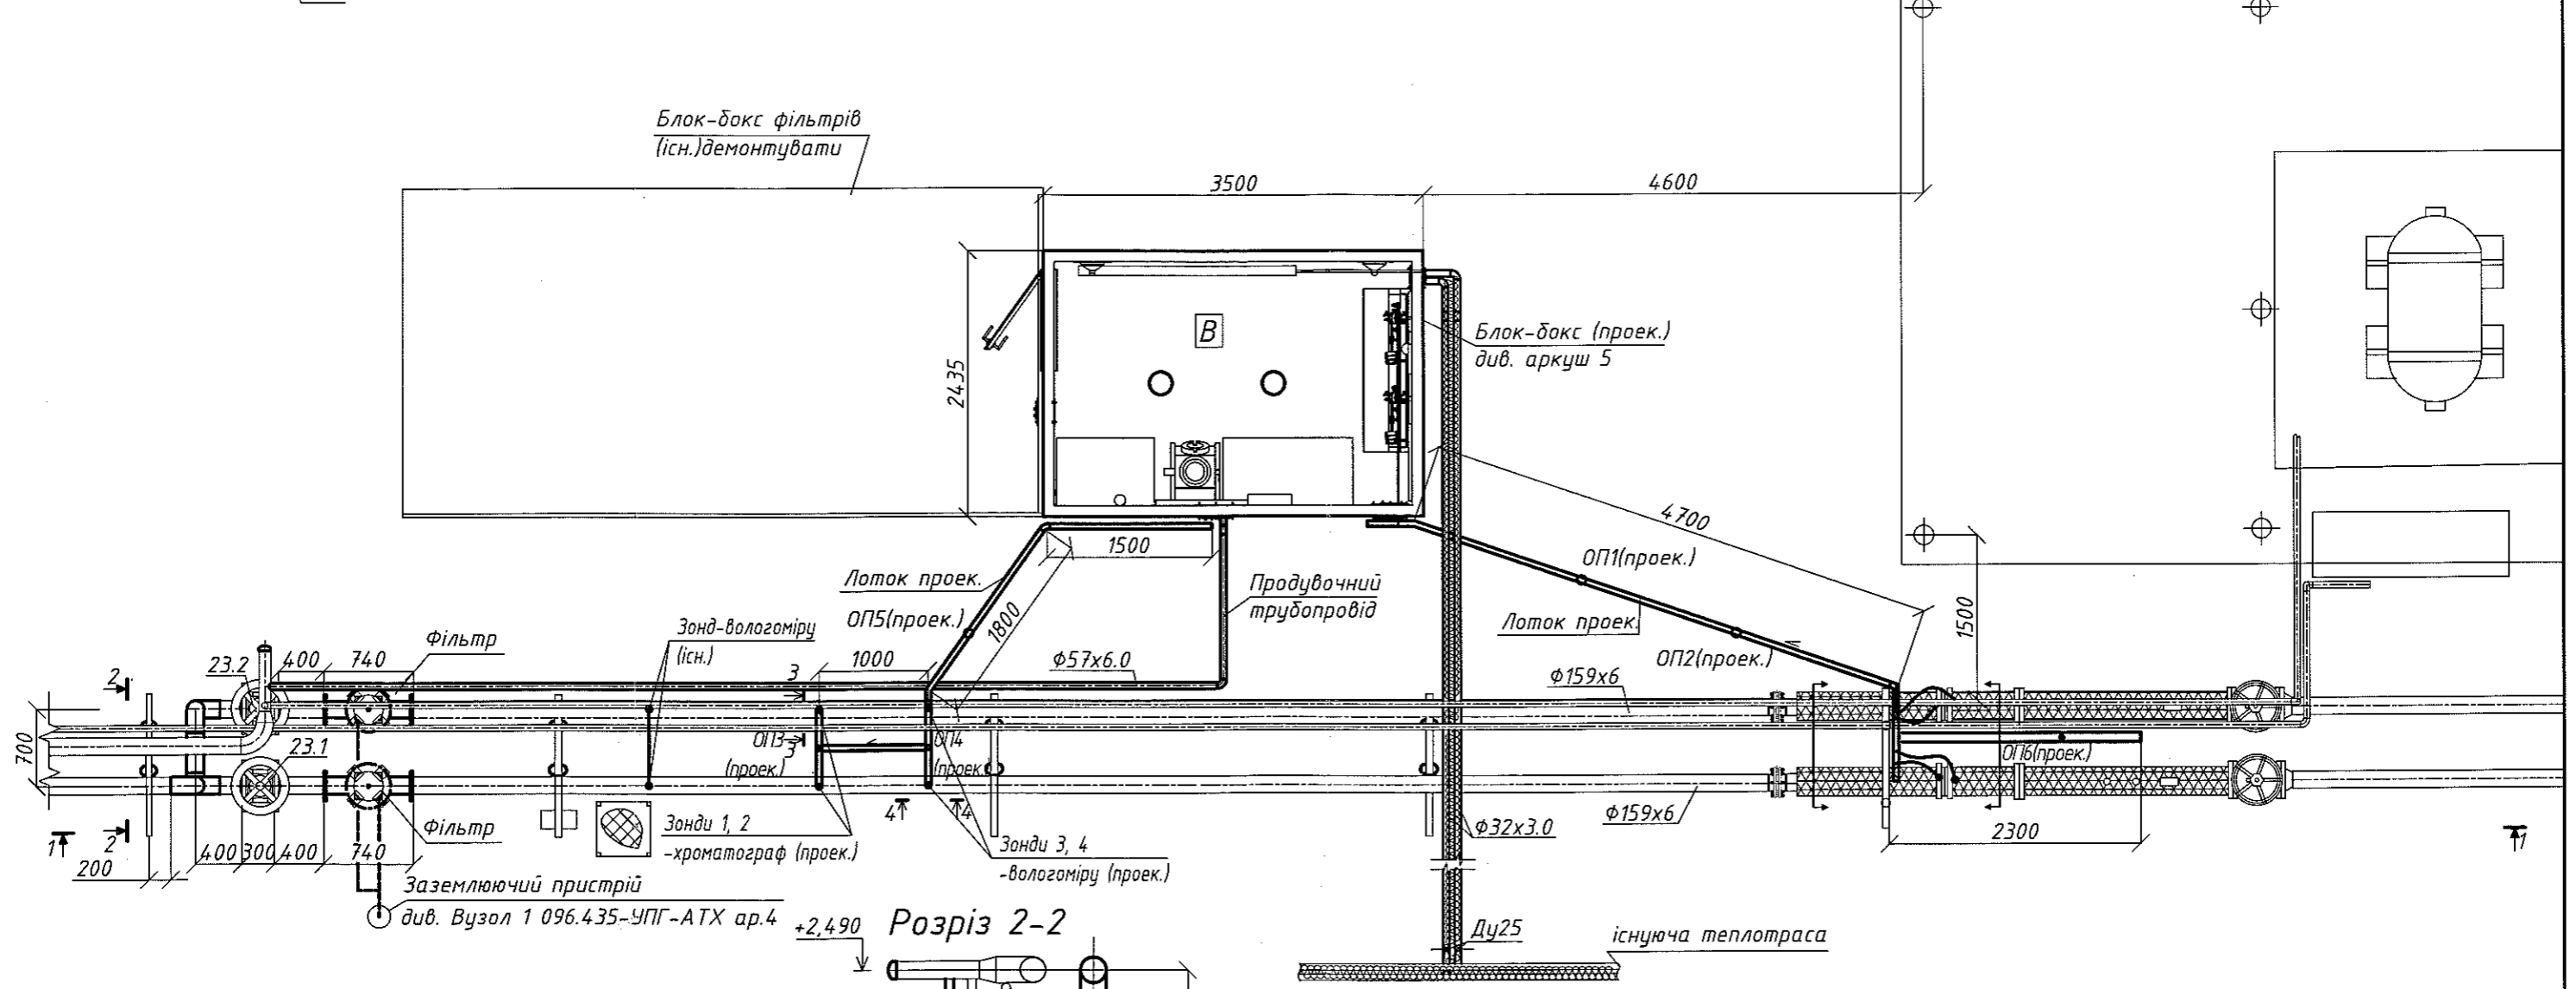 Блок-бокс фільтрів
(існ.)демонтувати
3500
4600
2435
В
Блок-бокс (проек.)
див. аркуш 5
4700
1500
ОП1(проек.)
Лоток проек.
Продувочний
трубопровід
ОП5(проек.)
1800
1500
Зонд-вологоміру
(існ.)
Лоток проек.
ОП2(проек.)
Фільтр
23.2
400
740
2
3
1000
Ф57х6.0
Ф159х6
700
23.1
ОП3
3
(проек.)
ОП4
(проек.)
ОП6(проек.)
4
4
Фільтр
Зонди 1, 2
-хроматограф (проек.)
Зонди 3, 4
-вологоміру (проек.)
Ф32х3.0
Ф159х6
2300
1
2
1
400
300
400
740
200
Заземлюючий пристрій
див. Вузол 1 096.435-УПГ-АТХ ар.4
+2,490
Розріз 2-2
Ду25
існуюча теплотраса